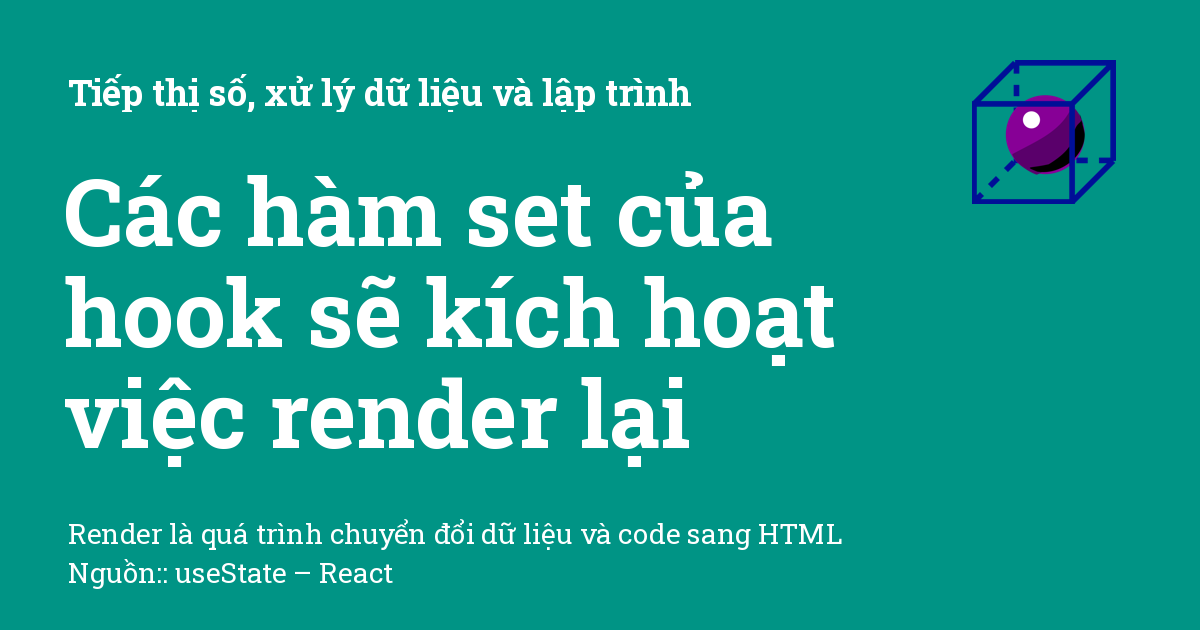 Tiếp thị số, xử lý dữ liệu và lập trình
Các hàm set của
hook sẽ kích hoạt
việc render lại
Render là quá trình chuyển đổi dữ liệu và code sang HTML
Nguồn:: useState – React